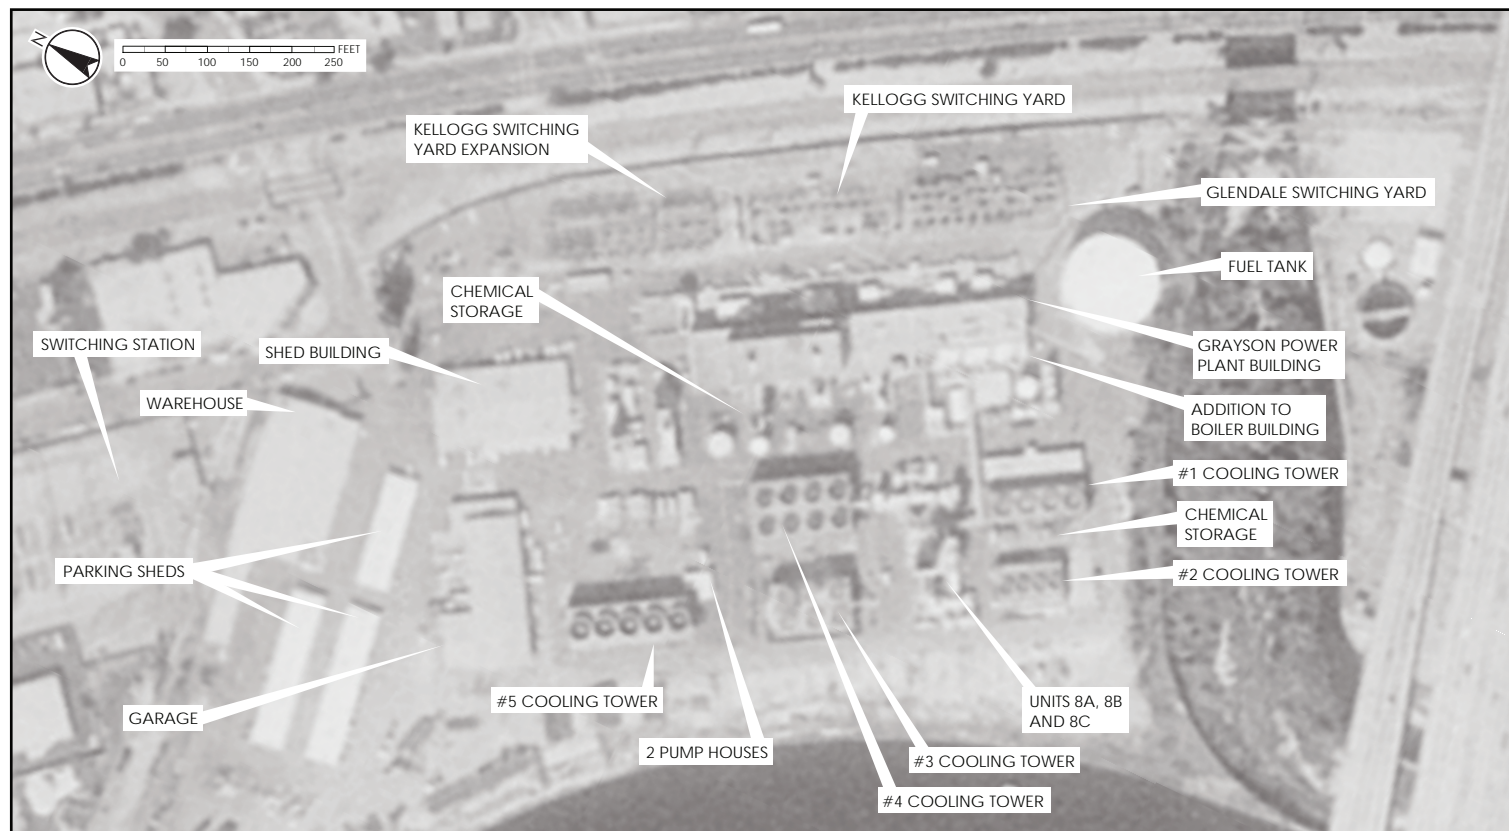 N
FEET
0 50 100 150 200 250
KELLOGG SWITCHING YARD
KELLOGG SWITCHING
YARD EXPANSION
GLENDALE SWITCHING YARD
FUEL TANK
CHEMICAL
STORAGE
SWITCHING STATION
SHED BUILDING
GRAYSON POWER
PLANT BUILDING
WAREHOUSE
ADDITION TO
BOILER BUILDING
#1 COOLING TOWER
CHEMICAL
STORAGE
PARKING SHEDS
#2 COOLING TOWER
#5 COOLING TOWER
UNITS 8A, 8B
AND 8C
GARAGE
2 PUMP HOUSES
#3 COOLING TOWER
#4 COOLING TOWER